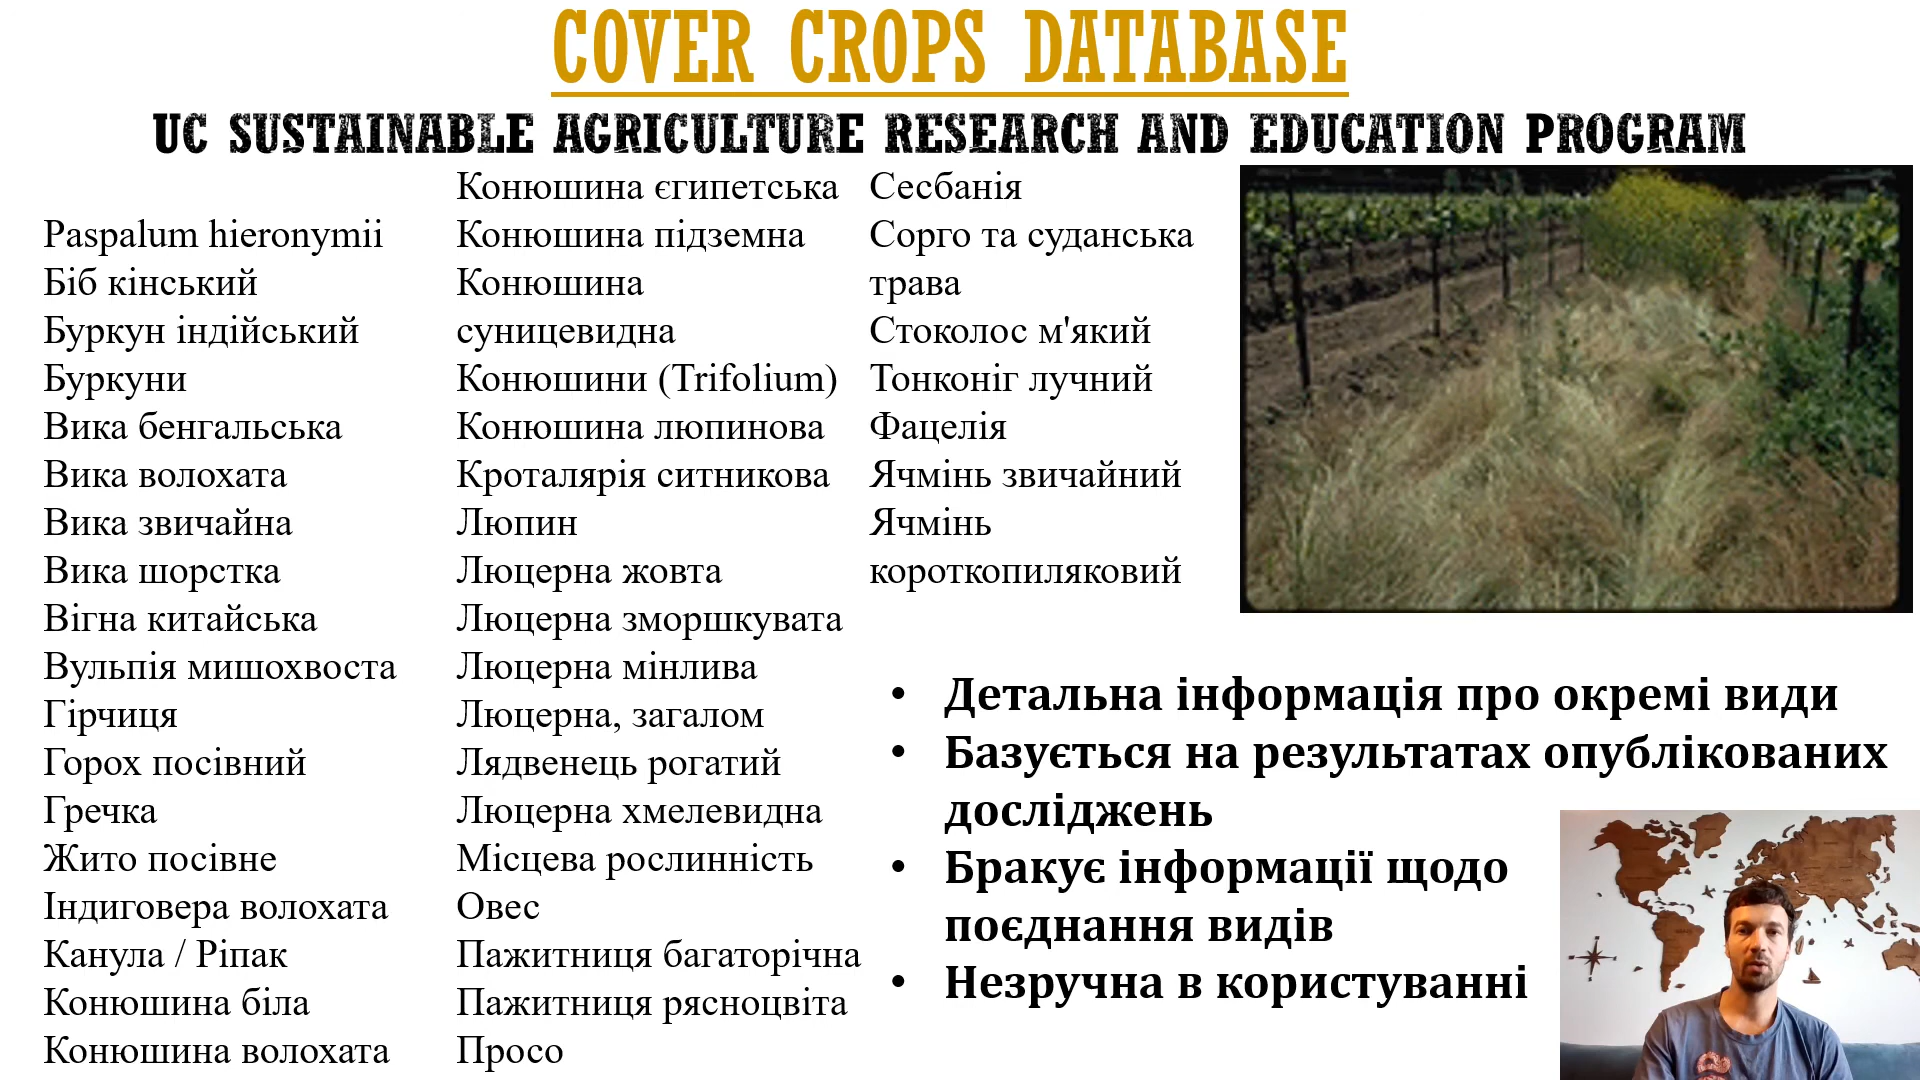 COVER CROPS DATABASE
UC SUSTAINABLE AGRICULTURE RESEARCH AND EDUCATION PROGRAM
Paspalum hieronymii
Біб кінський
Буркун індійський
Буркуни
Вика бенгальська
Вика волохата
Вика звичайна
Вика шорстка
Вігна китайська
Вульпія мишохвоста
Гірчиця
Горох посівний
Гречка
Жито посівне
Індиговера волохата
Канула / Ріпак
Конюшина біла
Конюшина волохата
Конюшина єгипетська
Конюшина підземна
Конюшина
суницевидна
Конюшини (Trifolium)
Конюшина люпинова
Кроталярія ситникова
Люпин
Люцерна жовта
Люцерна зморшкувата
Люцерна мінлива
Люцерна, загалом
Лядвенець рогатий
Люцерна хмелевидна
Місцева рослинність
Овес
Пажитниця багаторічна
Пажитниця рясноцвіта
Просо
Сесбанія
Сорго та суданська
трава
Стоколос м'який
Тонконіг лучний
Фацелія
Ячмінь звичайний
Ячмінь
короткопиляковий
• Детальна інформація про окремі види
• Базується на результатах опублікованих
досліджень
• Бракує інформації щодо
поєднання видів
• Незручна в користуванні